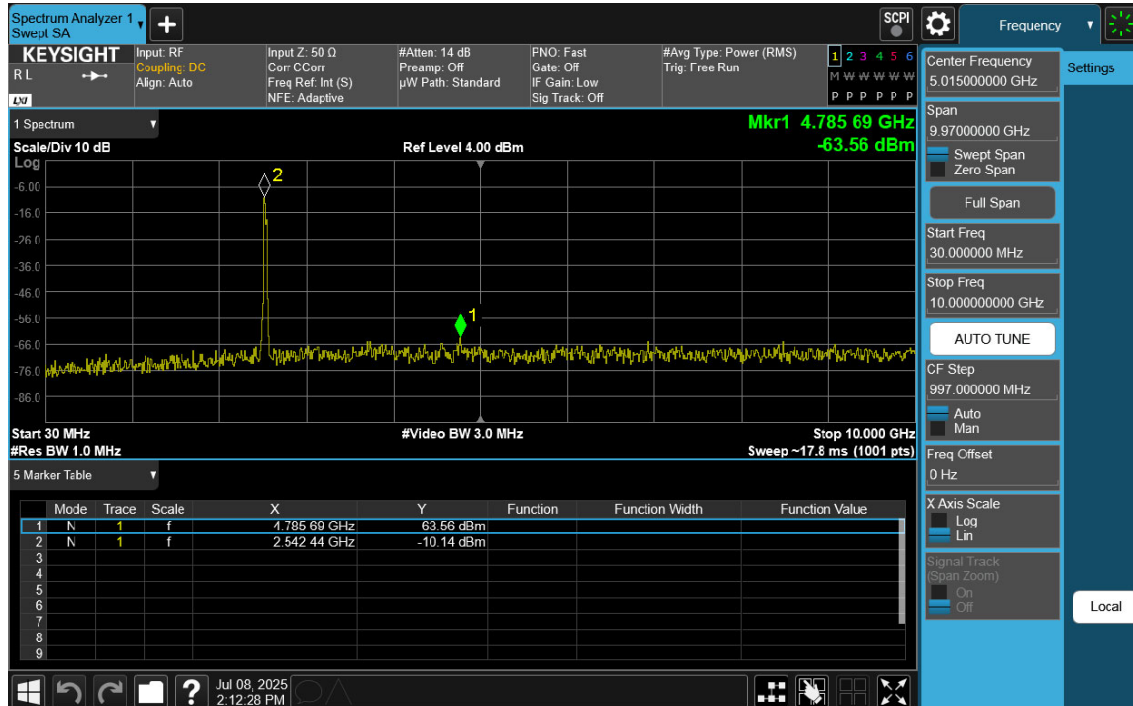 Spectrum Analyzer 1
Swept SA
SCPI
Frequency
KEYSIGHT
R L
LXI
Input: RF
Coupling: DC
Align: Auto
Input Z: 50 Ω
Corr CCorr
Freq Ref: Int (S)
NFE: Adaptive
#Atten: 14 dB
Preamp: Off
µW Path: Standard
PNO: Fast
Gate: Off
IF Gain: Low
Sig Track: Off
#Avg Type: Power (RMS)
Trig: Free Run
1 2 3 4 5 6
M W W W W W
P P P P P P
1 Spectrum
Mkr1 4.785 69 GHz
Scale/Div 10 dB
Ref Level 4.00 dBm
-63.56 dBm
Log
-6.00
-16.0
-26.0
-36.0
-46.0
-56.0
-66.0
-76.0
-86.0
2
1
Start 30 MHz
#Video BW 3.0 MHz
Stop 10.000 GHz
#Res BW 1.0 MHz
Sweep ~17.8 ms (1001 pts)
5 Marker Table
Mode Trace Scale X Y Function Function Width Function Value
1 N 1 f 4.785 69 GHz 63.56 dBm
2 N 1 f 2.542 44 GHz -10.14 dBm
3
4
5
6
7
8
9
?
Jul 08, 2025
2:12:28 PM
Center Frequency
5.015000000 GHz
Settings
Span
9.97000000 GHz
Swept Span
Zero Span
Full Span
Start Freq
30.000000 MHz
Stop Freq
10.000000000 GHz
AUTO TUNE
CF Step
997.000000 MHz
Auto
Man
Freq Offset
0 Hz
X Axis Scale
Log
Lin
Signal Track
(Span Zoom)
On
Off
Local